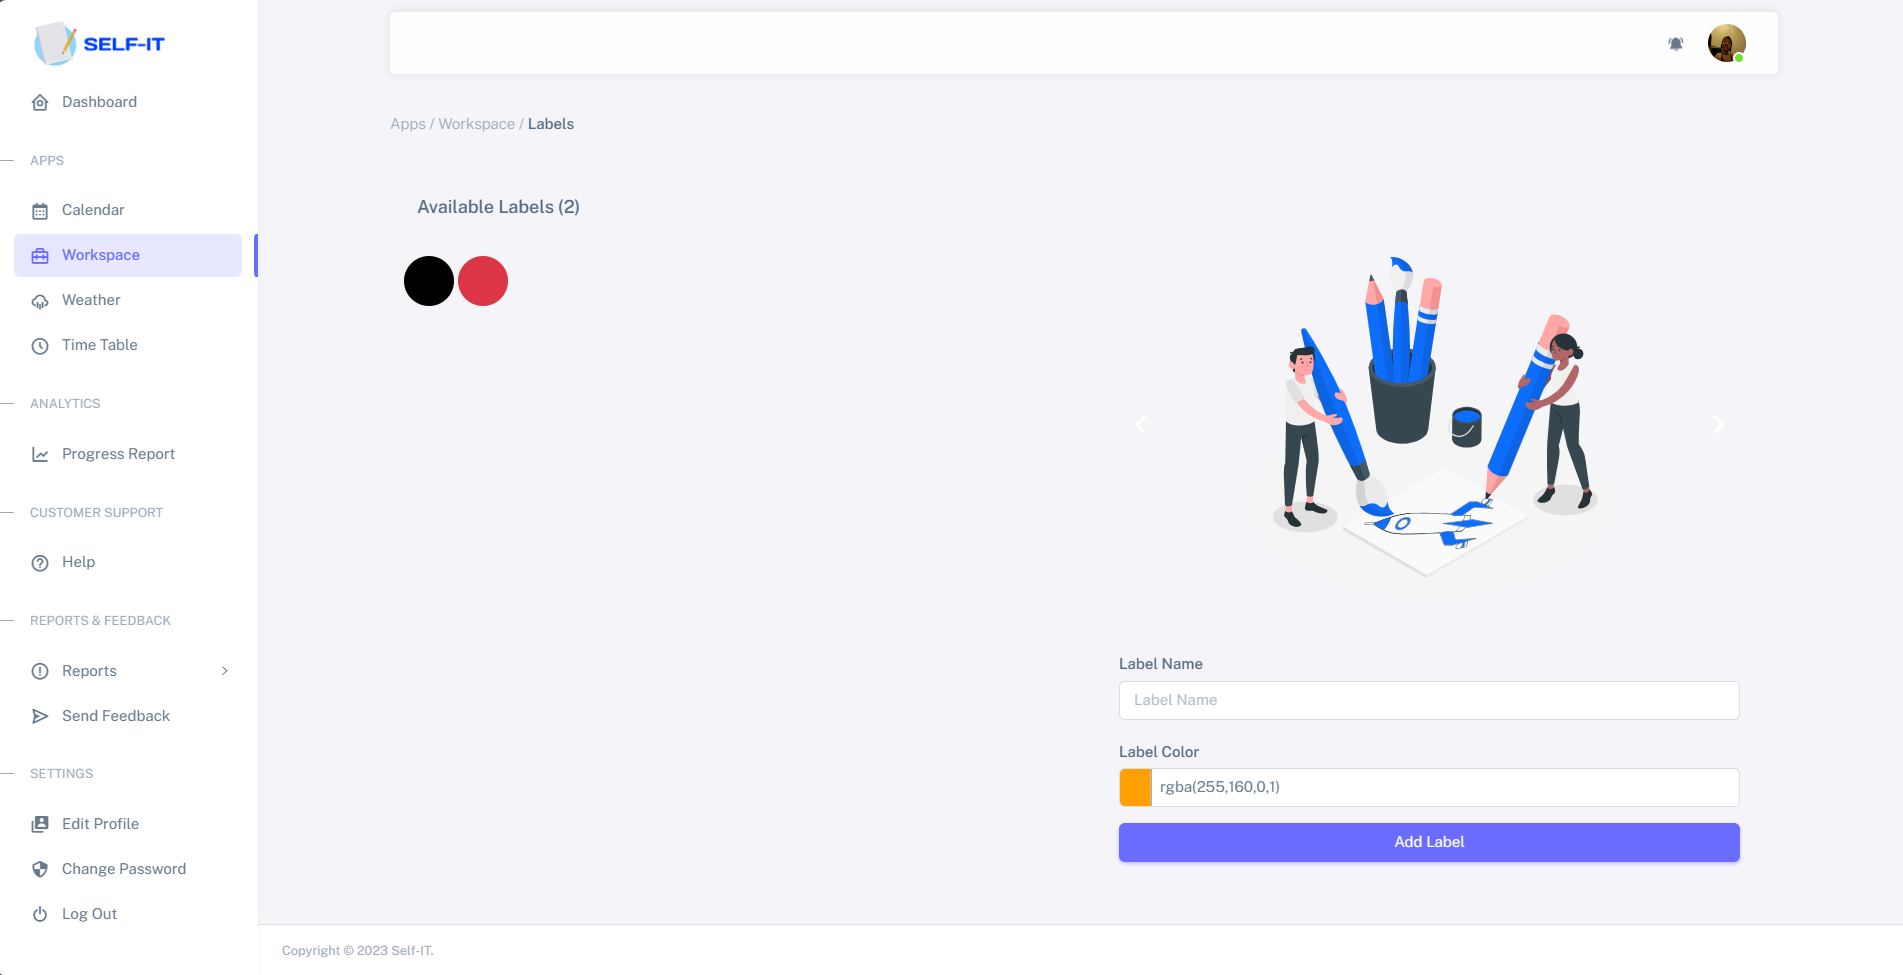 SELF-IT
Dashboard
APPS
Calendar
Workspace
Weather
Time Table
ANALYTICS
Progress Report
CUSTOMER SUPPORT
Help
REPORTS & FEEDBACK
Reports
Send Feedback
SETTINGS
Edit Profile
Change Password
Log Out
Apps / Workspace / Labels
Available Labels (2)
Label Name
Label Name
Label Color
rgba(255,160,0,1)
Add Label
Copyright © 2023 Self-IT.